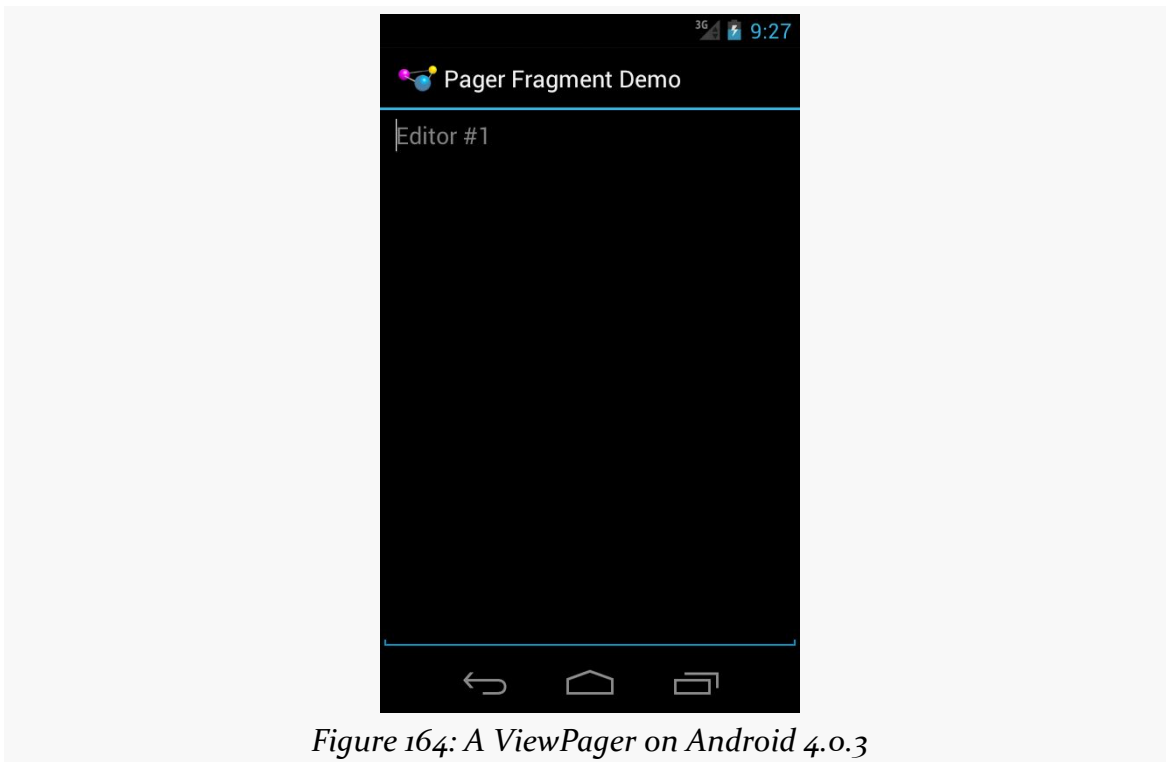 3G 9:27
Pager Fragment Demo
Editor #1
Figure 164: A ViewPager on Android 4.0.3